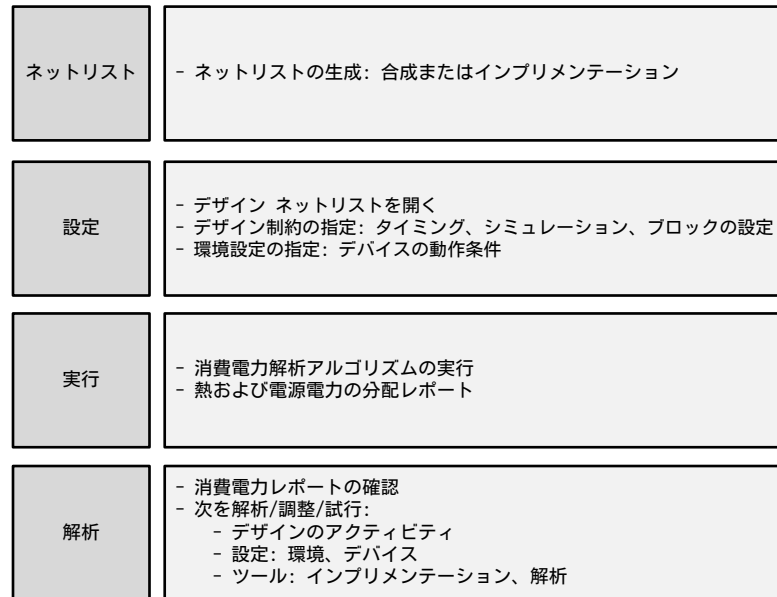 ネットリスト
- ネットリストの生成: 合成またはインプリメンテーション
設定
- デザイン ネットリストを開く
- デザイン制約の指定: タイミング、シミュレーション、ブロックの設定
- 環境設定の指定: デバイスの動作条件
実行
- 消費電力解析アルゴリズムの実行
- 熱および電源電力の分配レポート
解析
- 消費電力レポートの確認
- 次を解析/調整/試行:
- デザインのアクティビティ
- 設定: 環境、デバイス
- ツール: インプリメンテーション、解析